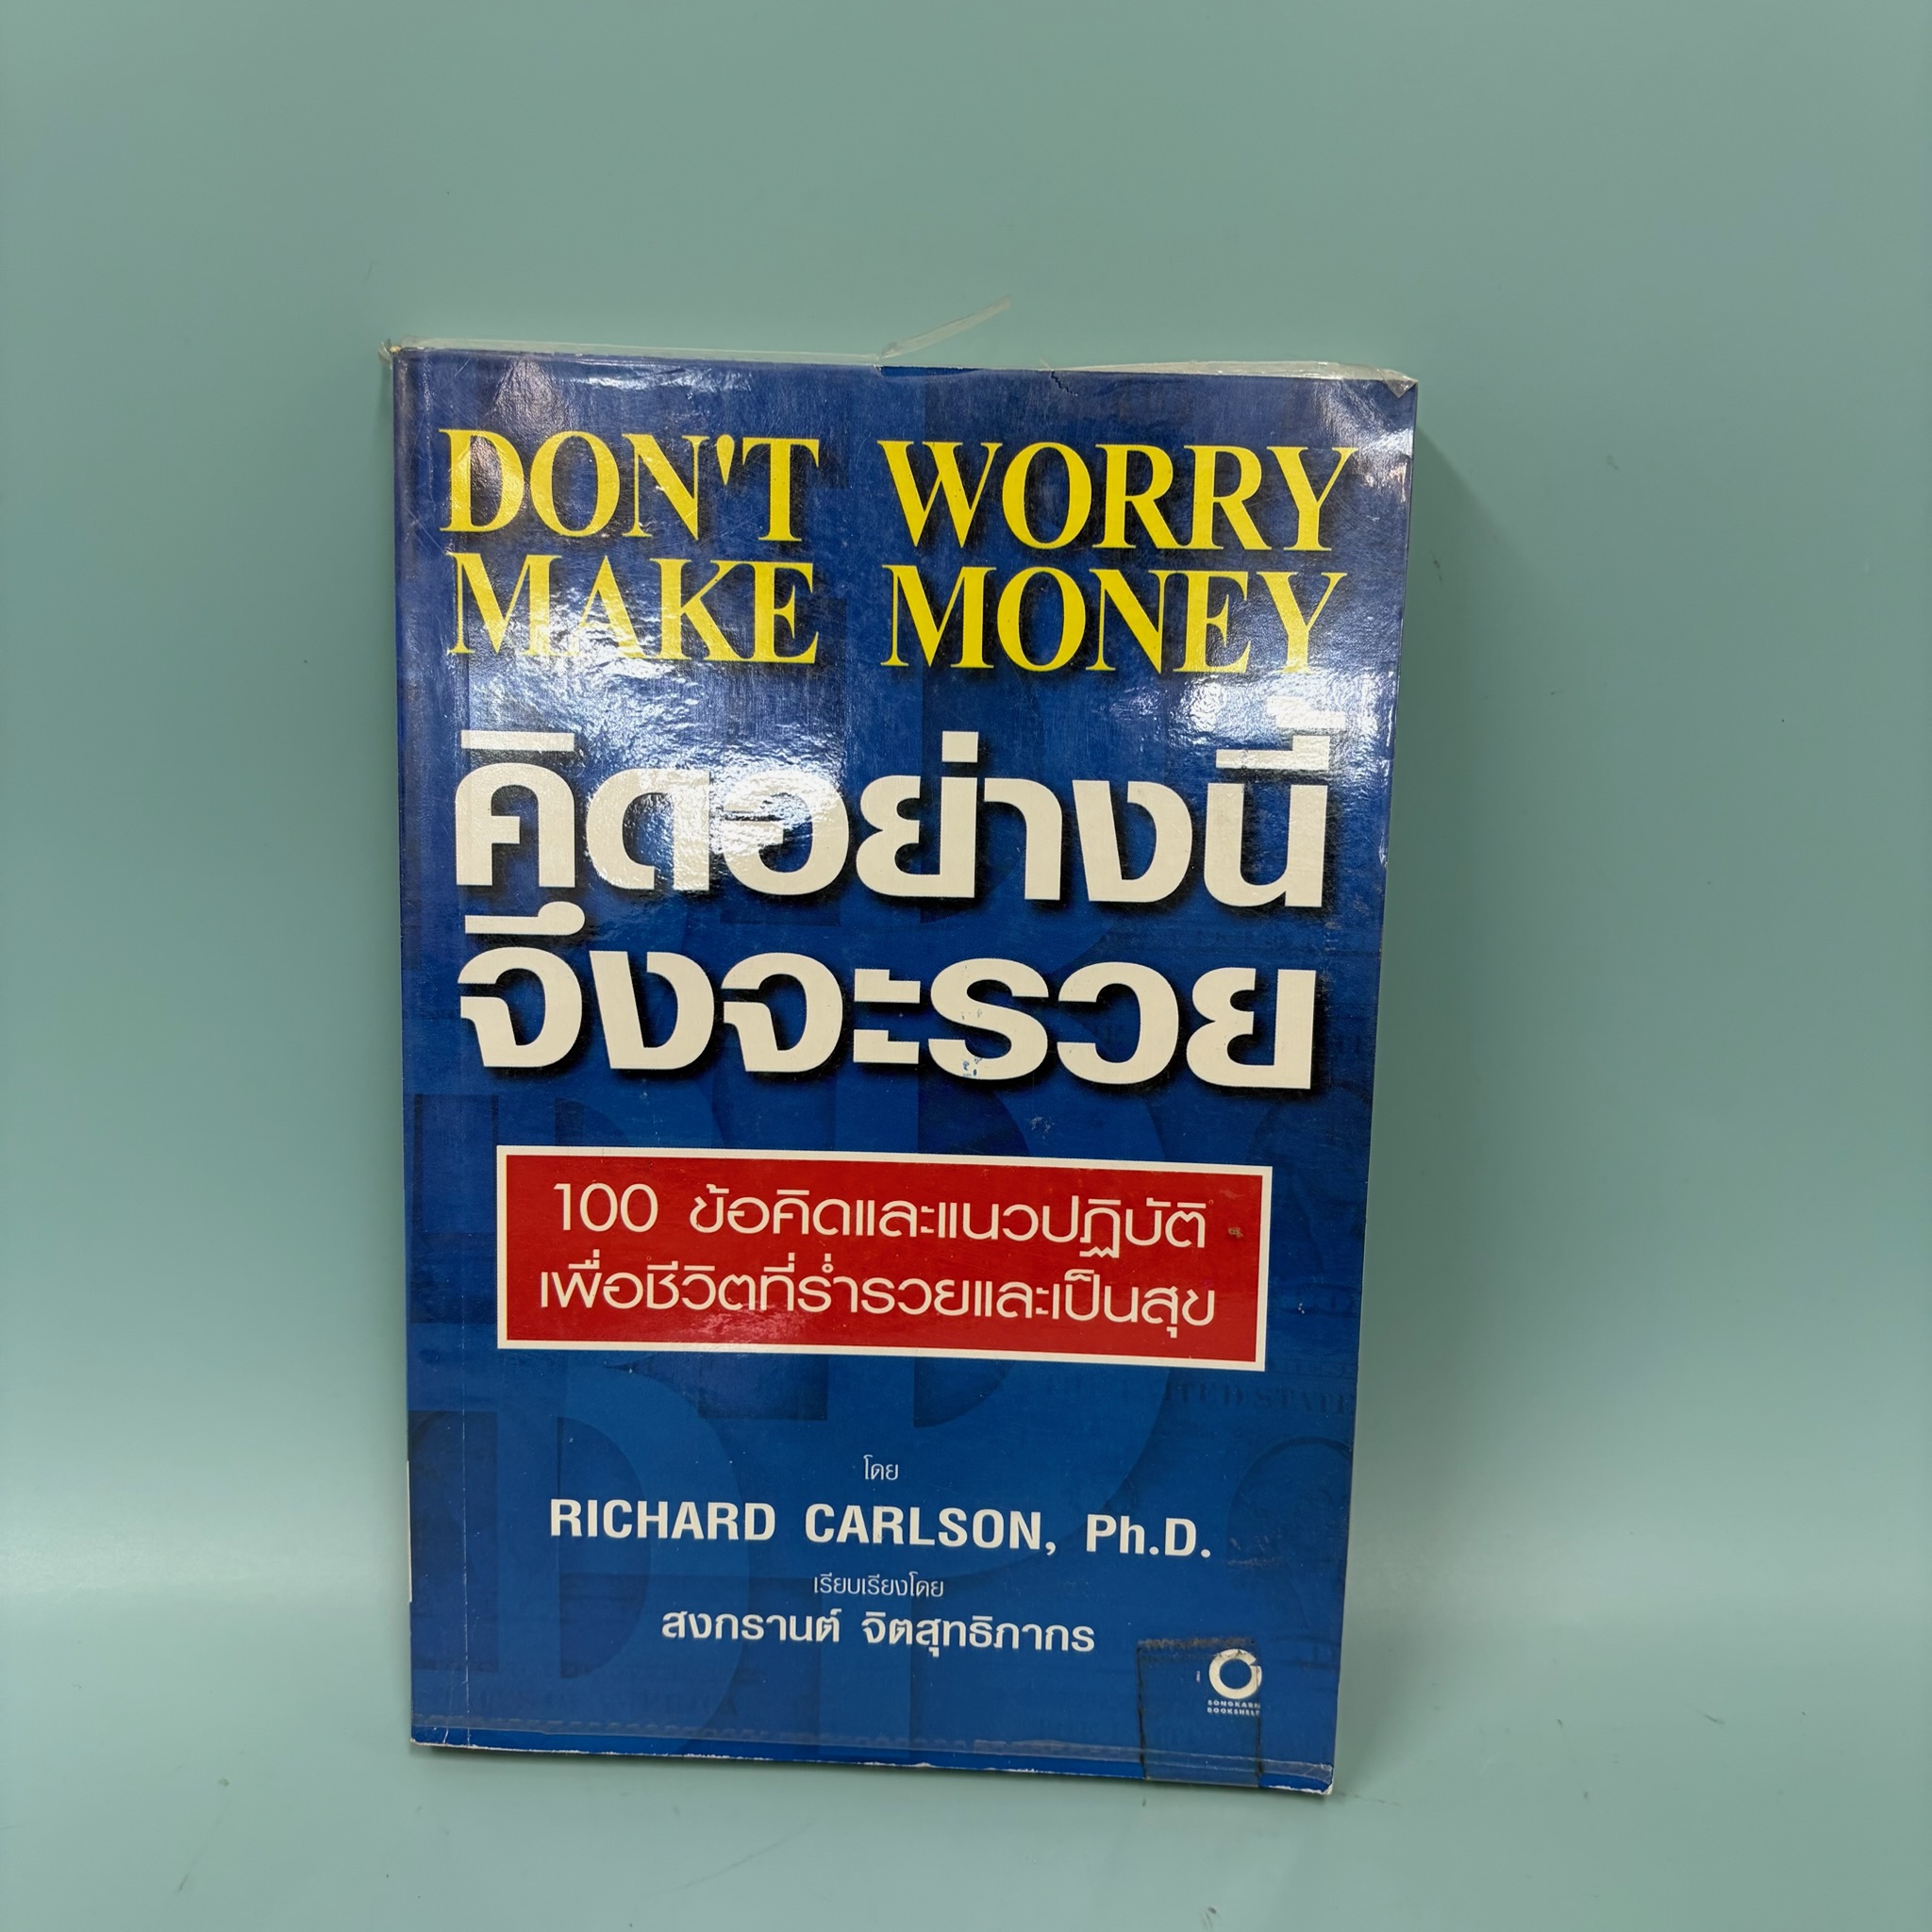 DON'T WORRY
MAKE MONEY
คิดอย่างนี้
จึงจะรวย
100 ข้อคิดและแนวปฏิบัติ
เพื่อชีวิตที่ร่ำรวยและเป็นสุข
โดย
RICHARD CARLSON, Ph.D.
เรียบเรียงโดย
สงกรานต์ จิตสุทธิภากร
SONGKARN
BOOKSHELF